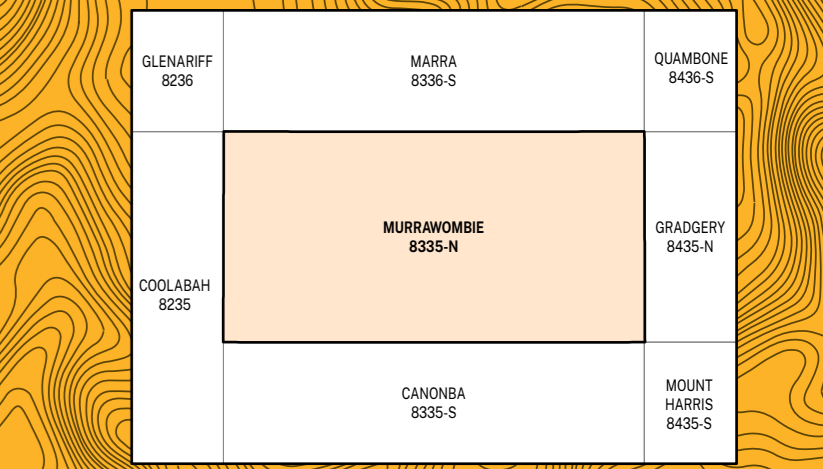 GLENARIFF
8236
MARRA
8336-S
QUAMBONE
8436-S
COOLABAH
8235
MURRAWOMBIE
8335-N
GRADGERY
8435-N
CANONBA
8335-S
MOUNT
HARRIS
8435-S